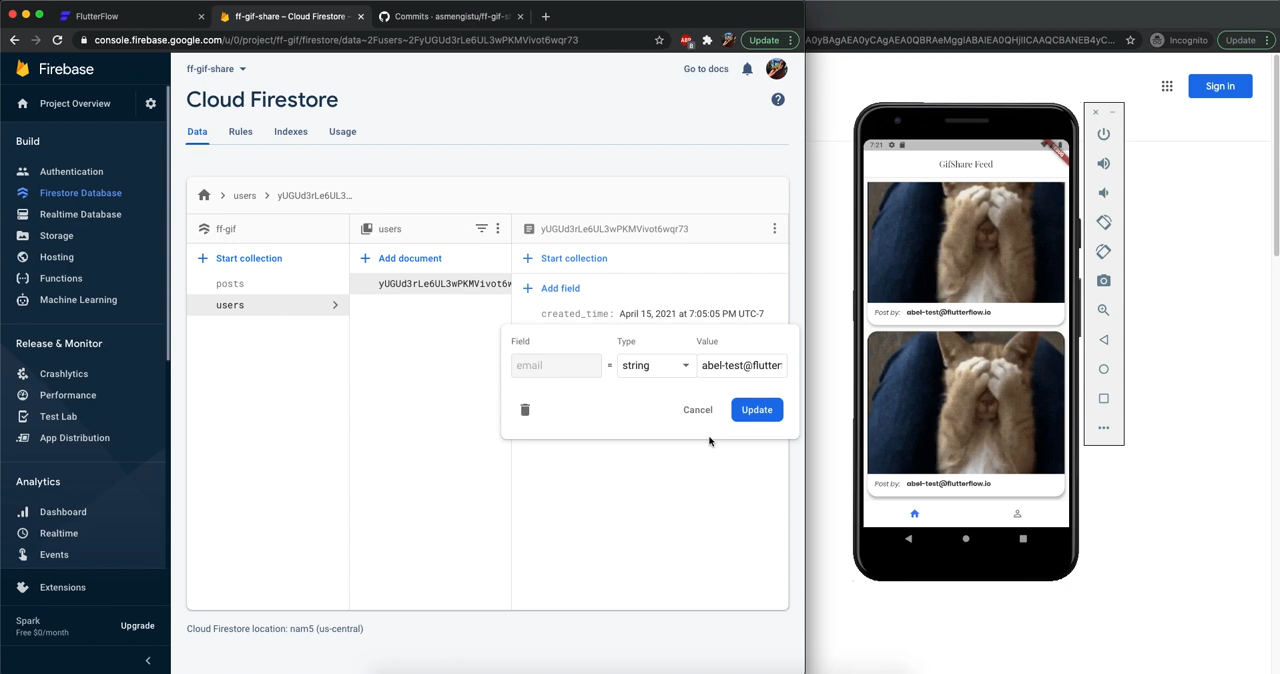 FlutterFlow
ff-gif-share – Cloud Firestore –
Commits · asmengistu/ff-gif-s
console.firebase.google.com/u/0/project/ff-gif/firestore/data~2Fusers~2FyUGUd3rLe6UL3wPKMVivot6wqr73
Update
Incognito
Update
Firebase
Project Overview
Build
Authentication
Firestore Database
Realtime Database
Storage
Hosting
Functions
Machine Learning
Release & Monitor
Crashlytics
Performance
Test Lab
App Distribution
Analytics
Dashboard
Realtime
Events
Extensions
Spark
Free $0/month
Upgrade
ff-gif-share
Go to docs
Cloud Firestore
Data
Rules
Indexes
Usage
users
yUGUd3rLe6UL3...
ff-gif
users
yUGUd3rLe6UL3wPKMVivot6wqr73
Start collection
Add document
Start collection
posts
users
yUGUd3rLe6UL3wPKMVivot6w
Add field
created_time: April 15, 2021 at 7:05:05 PM UTC-7
Field
Type
Value
email
=
string
abel-test@flutter
Cancel
Update
Cloud Firestore location: nam5 (us-central)
Sign in
7:21
GifShare Feed
Post by: abel-test@flutterflow.io
Post by: abel-test@flutterflow.io